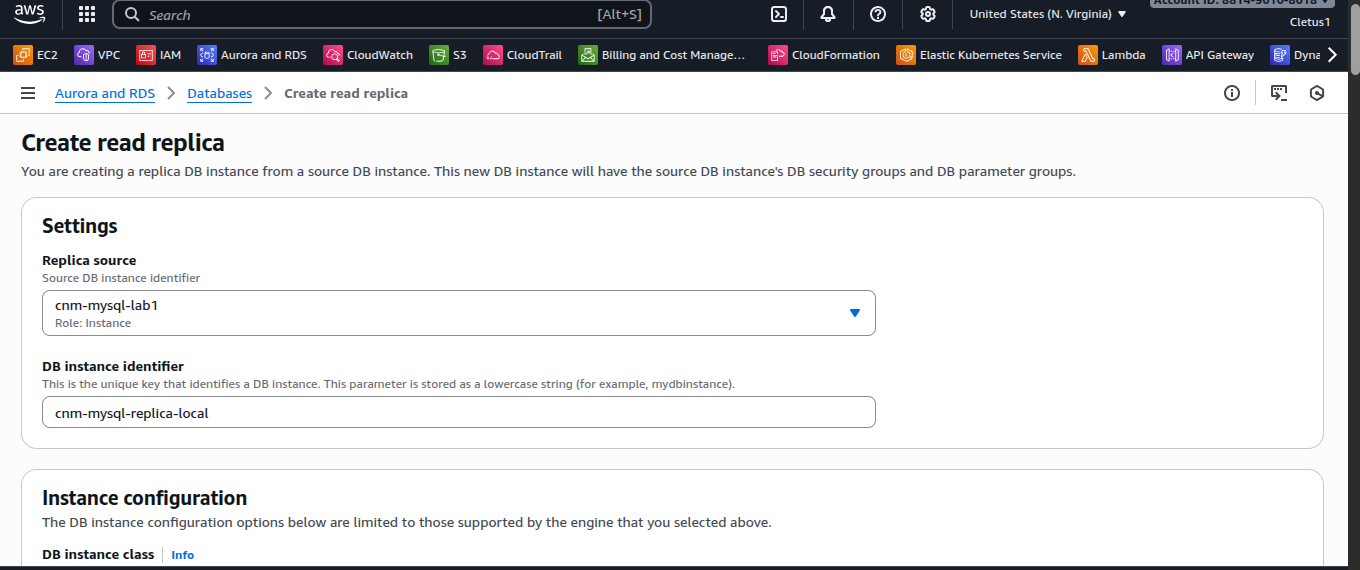 aws
Search [Alt+S]
United States (N. Virginia)
Cletus1
EC2 VPC IAM Aurora and RDS CloudWatch S3 CloudTrail Billing and Cost Manage... CloudFormation Elastic Kubernetes Service Lambda API Gateway Dyna
Aurora and RDS > Databases > Create read replica
Create read replica
You are creating a replica DB instance from a source DB instance. This new DB instance will have the source DB instance's DB security groups and DB parameter groups.
Settings
Replica source
Source DB instance identifier
cnm-mysql-lab1
Role: Instance
DB instance identifier
This is the unique key that identifies a DB instance. This parameter is stored as a lowercase string (for example, mydbinstance).
cnm-mysql-replica-local
Instance configuration
The DB instance configuration options below are limited to those supported by the engine that you selected above.
DB instance class Info